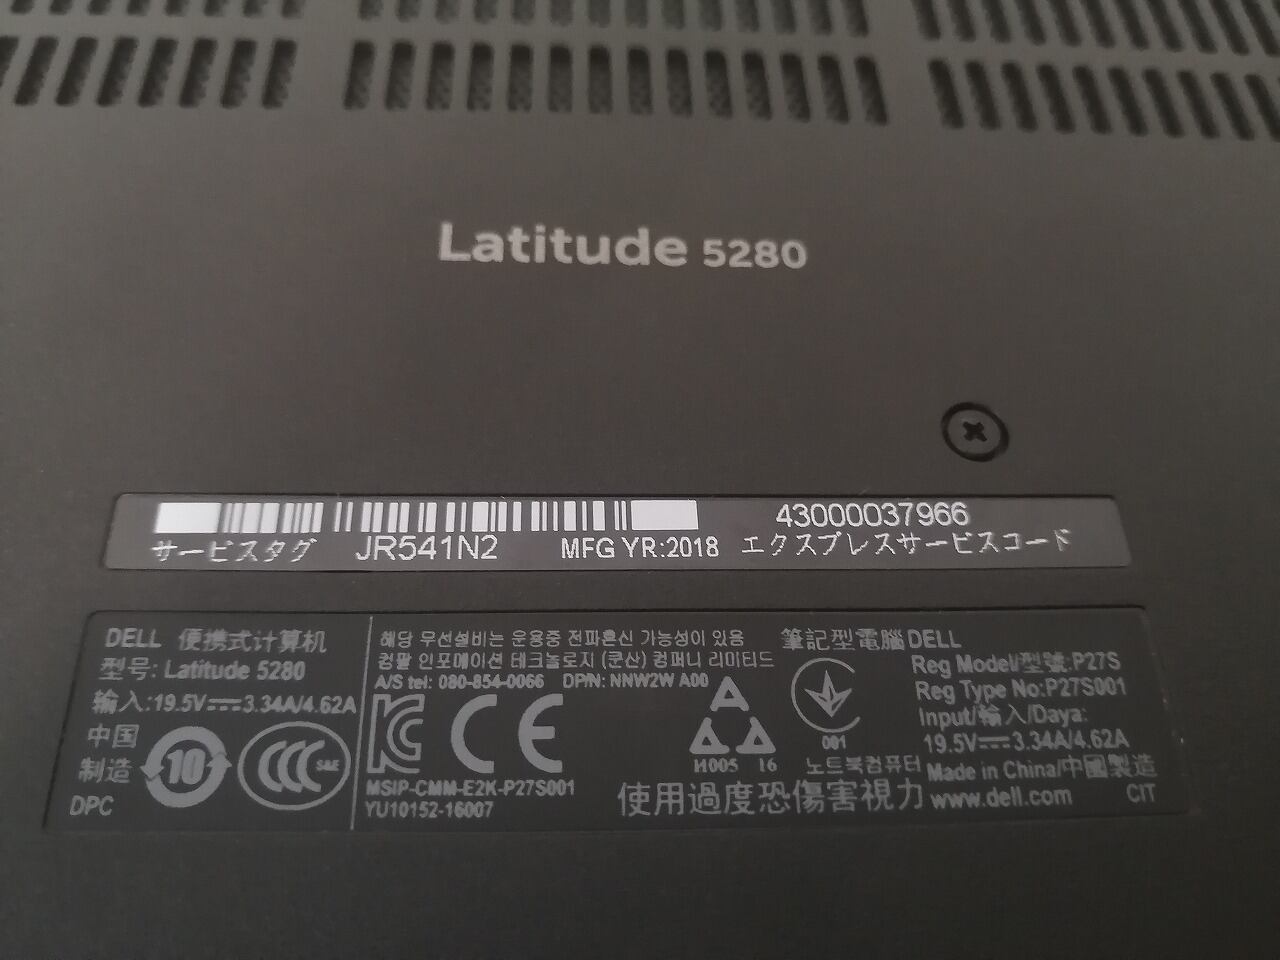 Latitude 5280
43000037966
サービスタグ JR541N2 MFG YR:2018 エクスプレスサービスコード
DELL 便携式计算机
型号: Latitude 5280
输入:19.5V⎓3.34A/4.62A
中国
制造
10
CCC S&E
DPC
해당 무선설비는 운용중 전파혼신 가능성이 있음
컴팔 인포메이션 테크놀로지 (쿤산) 컴퍼니 리미티드
A/S tel: 080-854-0066 DP/N: NNW2W A00
KC CE
MSIP-CMM-E2K-P27S001
YU10152-16007
A
H005 16
001
노트북컴퓨터
使用過度恐傷害視力
筆記型電腦 DELL
Reg Model/型號:P27S
Reg Type No:P27S001
Input/輸入/Daya:
19.5V⎓3.34A/4.62A
Made in China/中國製造
www.dell.com CIT